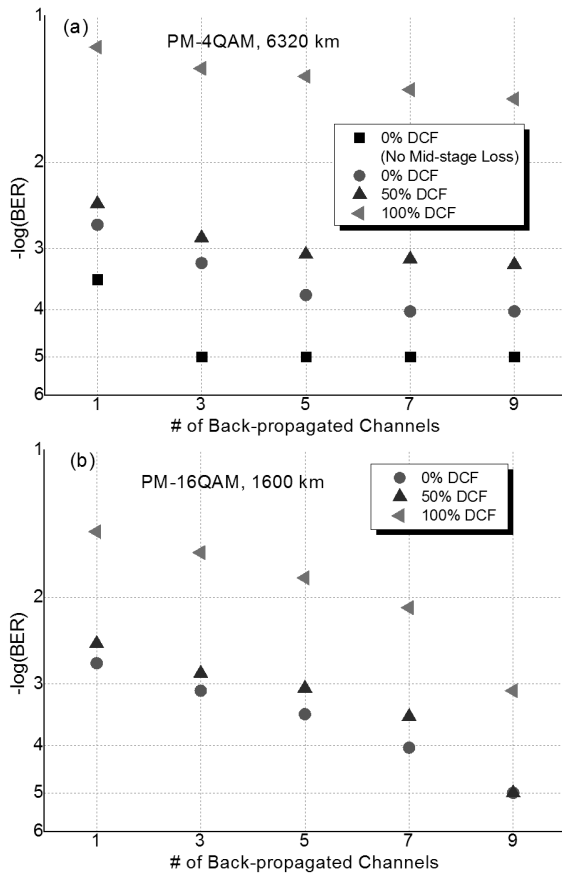 (a)
PM-4QAM, 6320 km
1
2
3
4
5
6
-log(BER)
0% DCF
(No Mid-stage Loss)
0% DCF
50% DCF
100% DCF
1 3 5 7 9
# of Back-propagated Channels
(b)
PM-16QAM, 1600 km
1
2
3
4
5
6
-log(BER)
0% DCF
50% DCF
100% DCF
1 3 5 7 9
# of Back-propagated Channels